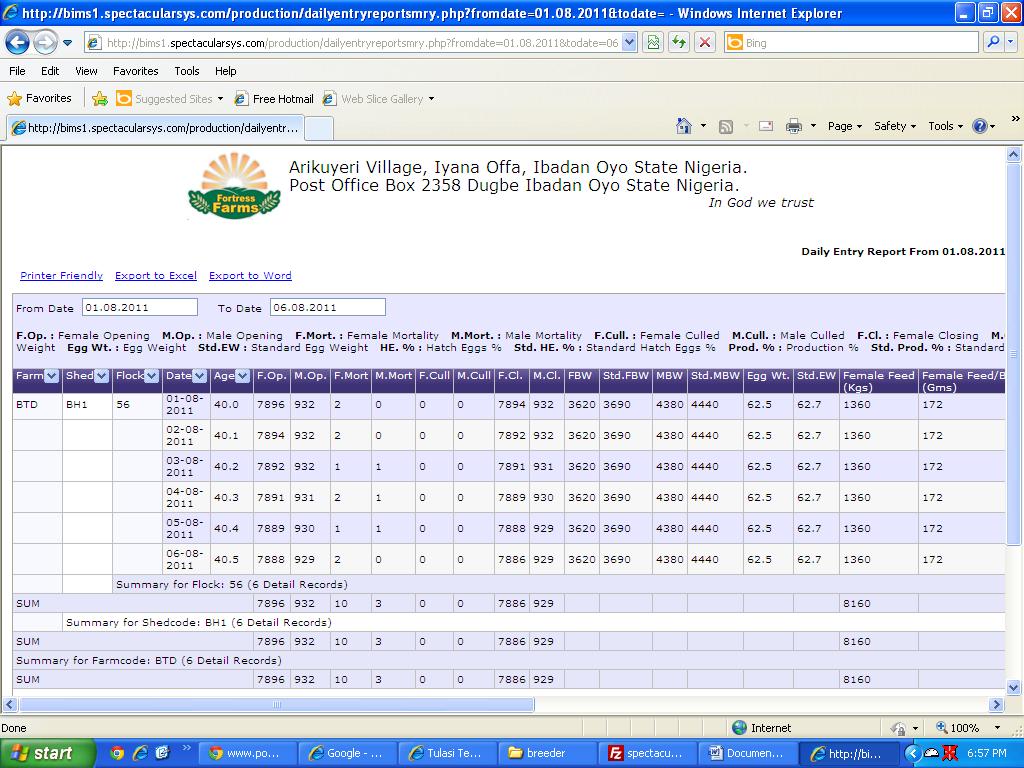 http://bims1.spectacularsys.com/production/dailyentryreportsmry.php?fromdate=01.08.2011&todate= - Windows Internet Explorer
http://bims1.spectacularsys.com/production/dailyentryreportsmry.php?fromdate=01.08.2011&todate=06 Bing
File Edit View Favorites Tools Help
Favorites Suggested Sites Free Hotmail Web Slice Gallery
http://bims1.spectacularsys.com/production/dailyentr... Page Safety Tools »
Fortress Farms
Arikuyeri Village, Iyana Offa, Ibadan Oyo State Nigeria.
Post Office Box 2358 Dugbe Ibadan Oyo State Nigeria.
In God we trust
Daily Entry Report From 01.08.2011
Printer Friendly Export to Excel Export to Word
From Date 01.08.2011 To Date 06.08.2011
F.Op. : Female Opening M.Op. : Male Opening F.Mort. : Female Mortality M.Mort. : Male Mortality F.Cull. : Female Culled M.Cull. : Male Culled F.Cl. : Female Closing M.
Weight Egg Wt. : Egg Weight Std.EW : Standard Egg Weight HE. % : Hatch Eggs % Std. HE. % : Standard Hatch Eggs % Prod. % : Production % Std. Prod. % : Standard
Farm Shed Flock Date Age F.Op. M.Op. F.Mort M.Mort F.Cull M.Cull F.Cl. M.Cl. FBW Std.FBW MBW Std.MBW Egg Wt. Std.EW Female Feed (Kgs) Female Feed/B (Gms)
BTD BH1 56 01-08-2011 40.0 7896 932 2 0 0 0 7894 932 3620 3690 4380 4440 62.5 62.7 1360 172
02-08-2011 40.1 7894 932 2 0 0 0 7892 932 3620 3690 4380 4440 62.5 62.7 1360 172
03-08-2011 40.2 7892 932 1 1 0 0 7891 931 3620 3690 4380 4440 62.5 62.7 1360 172
04-08-2011 40.3 7891 931 2 1 0 0 7889 930 3620 3690 4380 4440 62.5 62.7 1360 172
05-08-2011 40.4 7889 930 1 1 0 0 7888 929 3620 3690 4380 4440 62.5 62.7 1360 172
06-08-2011 40.5 7888 929 2 0 0 0 7886 929 3620 3690 4380 4440 62.5 62.7 1360 172
Summary for Flock: 56 (6 Detail Records)
SUM 7896 932 10 3 0 0 7886 929 8160
Summary for Shedcode: BH1 (6 Detail Records)
SUM 7896 932 10 3 0 0 7886 929 8160
Summary for Farmcode: BTD (6 Detail Records)
SUM 7896 932 10 3 0 0 7886 929 8160
Done Internet 100%
start » www.po... Google - ... Tulasi Te... breeder spectacu... Documen... http://bi... 6:57 PM